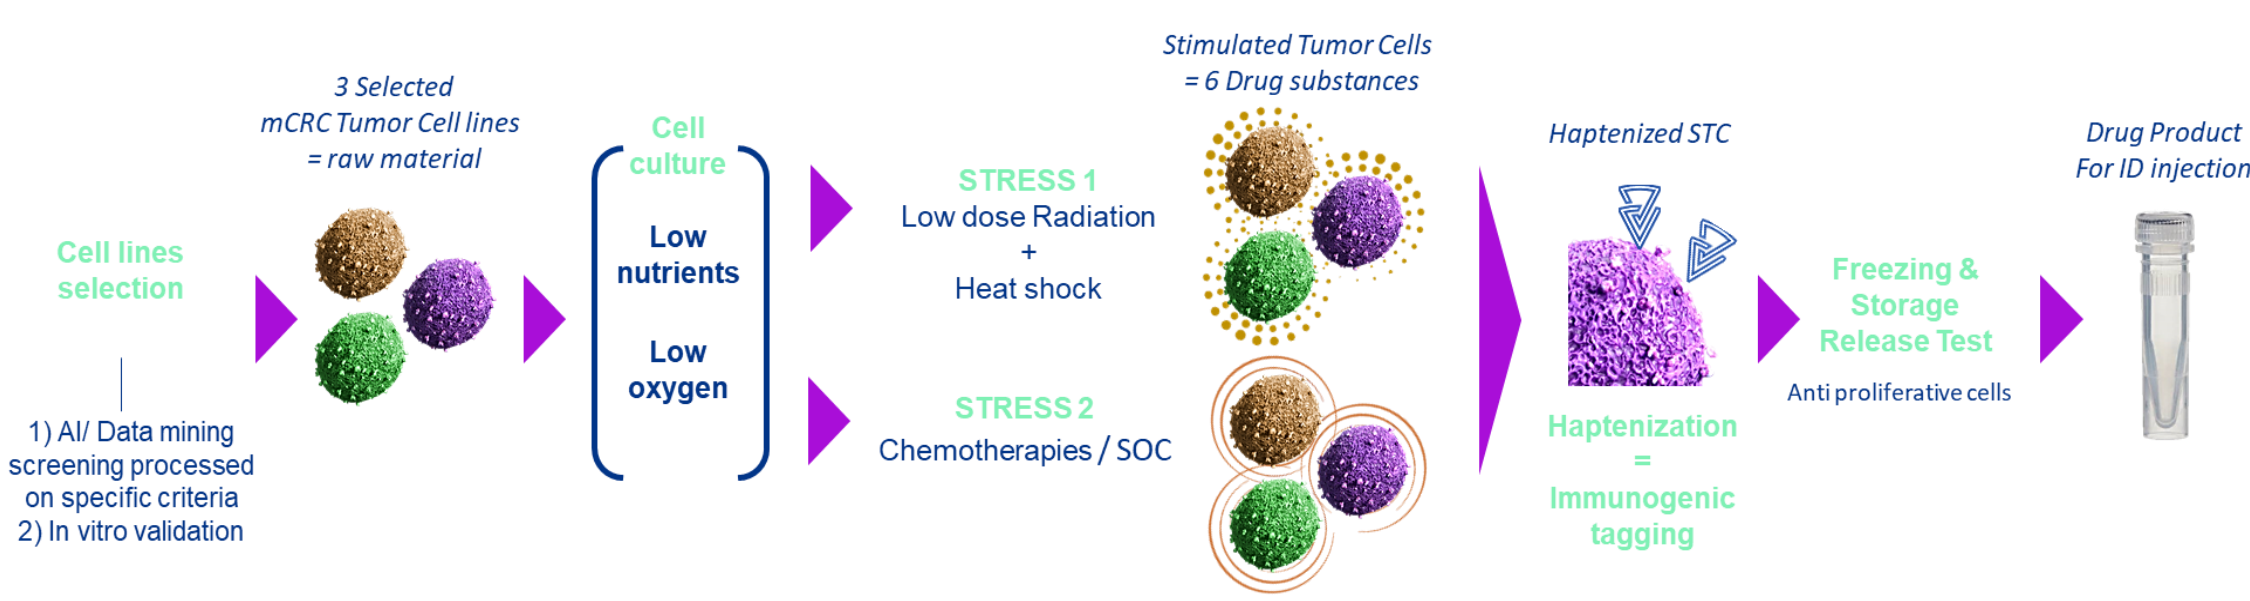 Cell lines
selection
1) AI/ Data mining
screening processed
on specific criteria
2) In vitro validation
3 Selected
mCRC Tumor Cell lines
= raw material
Cell
culture
Low
nutrients
Low
oxygen
STRESS 1
Low dose Radiation
+
Heat shock
STRESS 2
Chemotherapies / SOC
Stimulated Tumor Cells
= 6 Drug substances
Haptenized STC
Haptenization
=
Immunogenic
tagging
Freezing &
Storage
Release Test
Anti proliferative cells
Drug Product
For ID injection